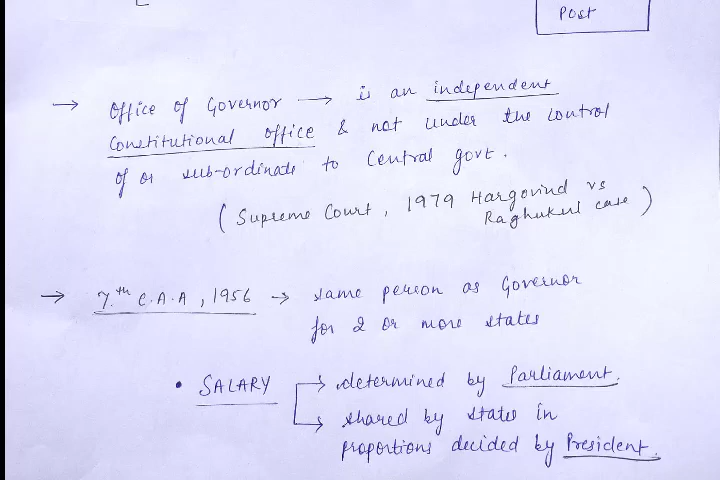 Post
→ Office of Governor → is an independent
Constitutional office & not under the control
of or sub-ordinate to Central govt.
(Supreme Court, 1979 Hargovind vs
Raghukul case)
→ 7th C.A.A, 1956 → same person as Governor
for 2 or more states
• SALARY → determined by Parliament.
→ shared by states in
proportions decided by President.